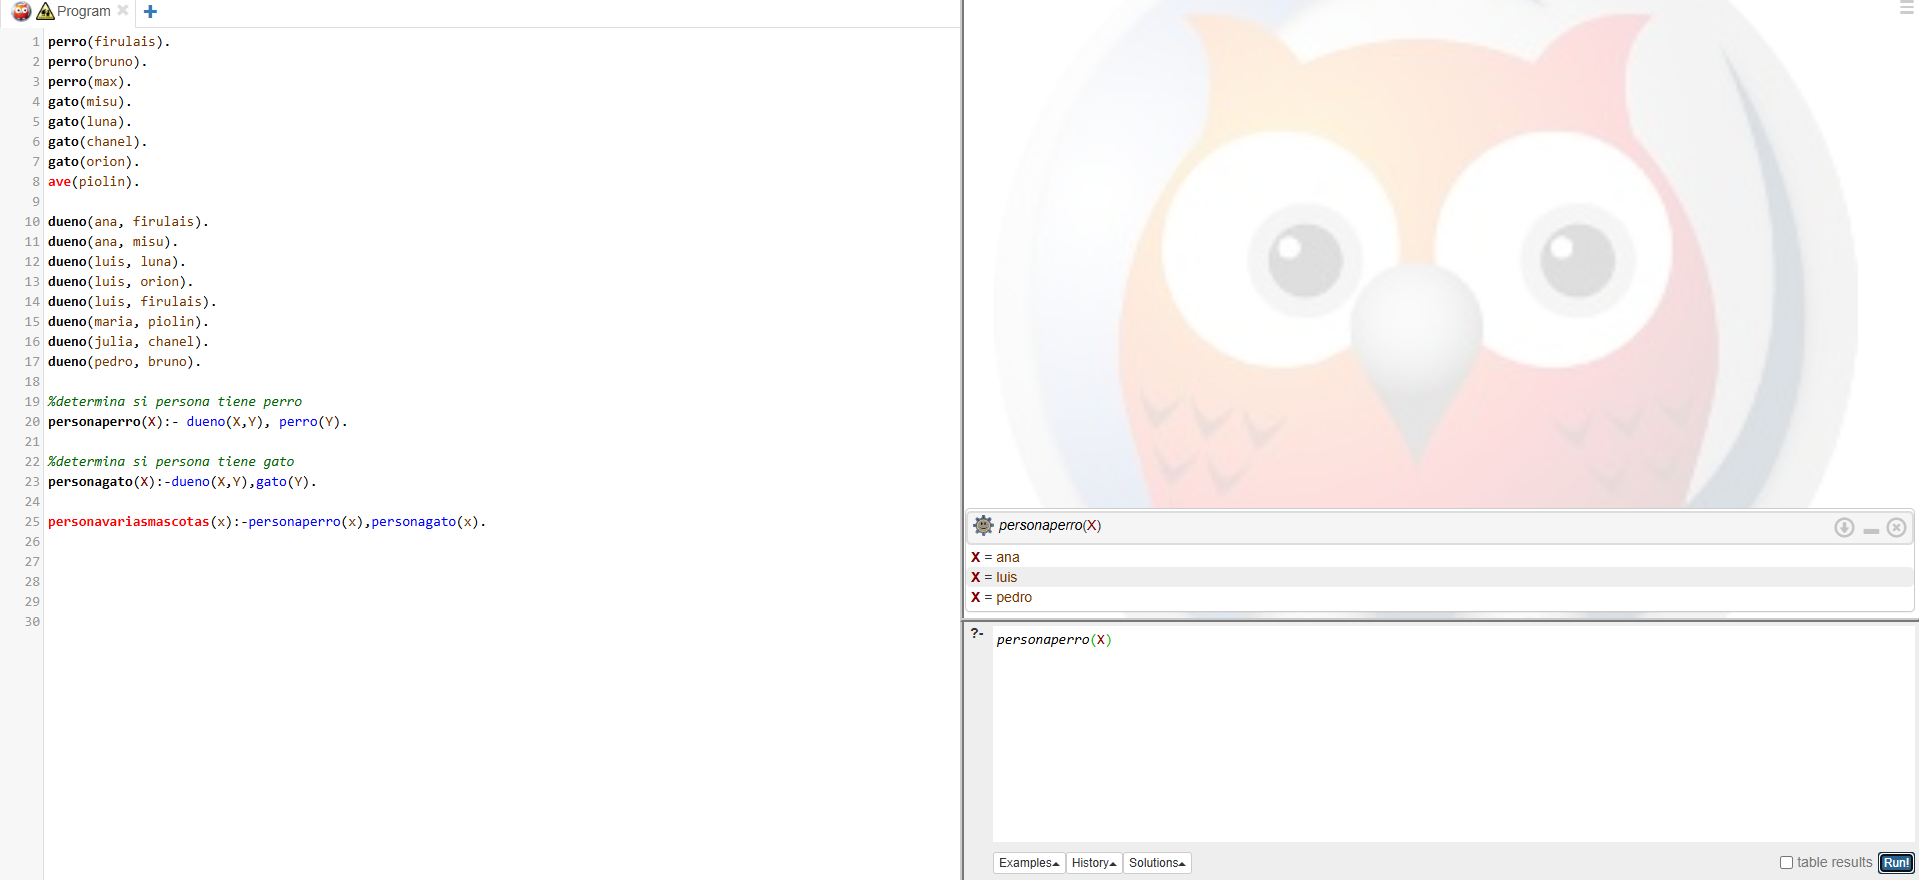 Program
1 perro(firulais).
2 perro(bruno).
3 perro(max).
4 gato(misu).
5 gato(luna).
6 gato(chanel).
7 gato(orion).
8 ave(piolin).
9
10 dueno(ana, firulais).
11 dueno(ana, misu).
12 dueno(luis, luna).
13 dueno(luis, orion).
14 dueno(luis, firulais).
15 dueno(maria, piolin).
16 dueno(julia, chanel).
17 dueno(pedro, bruno).
18
19 %determina si persona tiene perro
20 personaperro(X):- dueno(X,Y), perro(Y).
21
22 %determina si persona tiene gato
23 personagato(X):-dueno(X,Y),gato(Y).
24
25 personavariasmascotas(x):-personaperro(x),personagato(x).
26
27
28
29
30
personaperro(X)
X = ana
X = luis
X = pedro
?- personaperro(X)
Examples History Solutions table results Run!